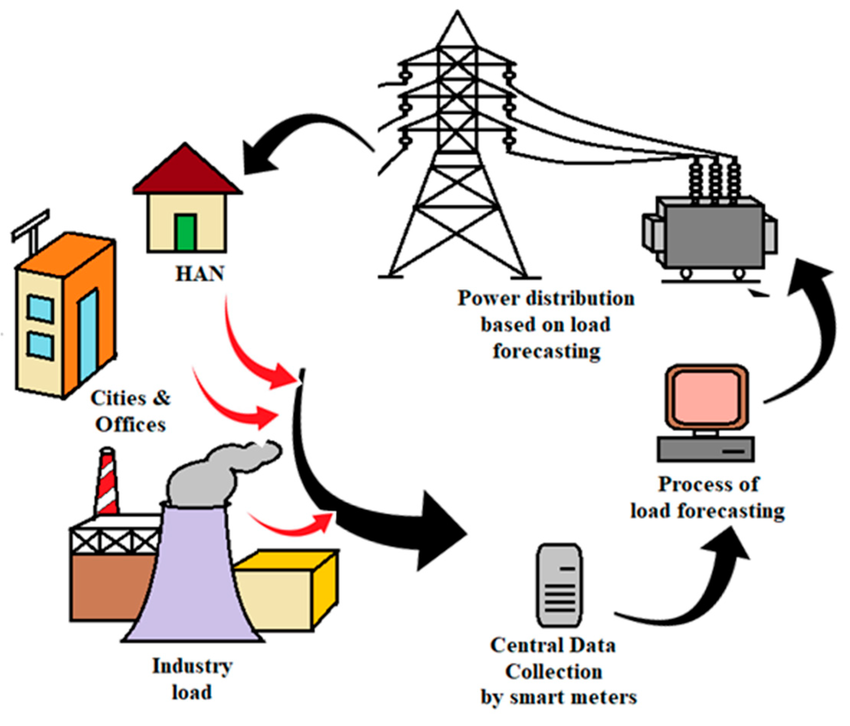 HAN
Power distribution
based on load
forecasting
Cities &
Offices
Process of
load forecasting
Industry
load
Central Data
Collection
by smart meters